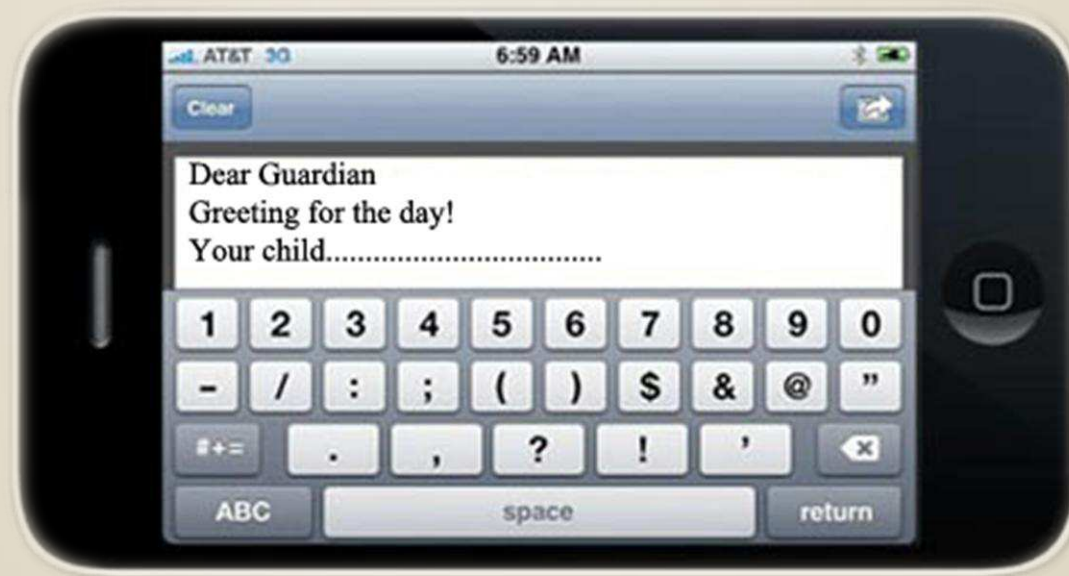 AT&T 3G 6:59 AM
Clear
Dear Guardian
Greeting for the day!
Your child...................................
1 2 3 4 5 6 7 8 9 0
- / : ; ( ) $ & @ "
#+= . , ? ! '
ABC space return